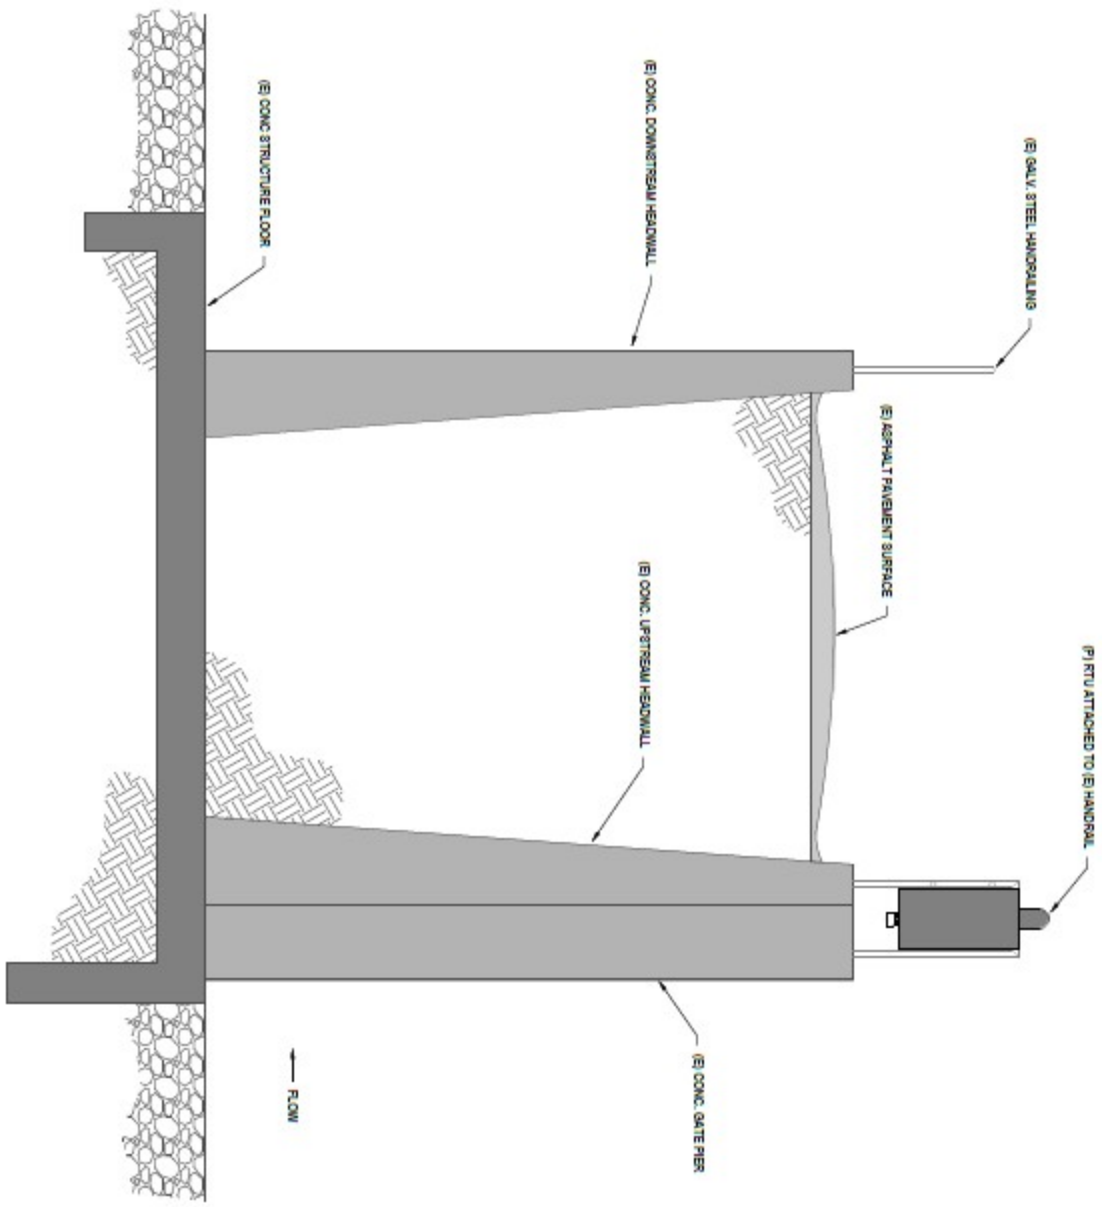 (P) RTU ATTACHED TO (E) HANDRAIL
(E) GALV. STEEL HANDRAILING
(E) ASPHALT PAVEMENT SURFACE
(E) CONC. GATE PIER
(E) CONC. DOWNSTREAM HEADWALL
(E) CONC. UPSTREAM HEADWALL
FLOW
(E) CONC STRUCTURE FLOOR